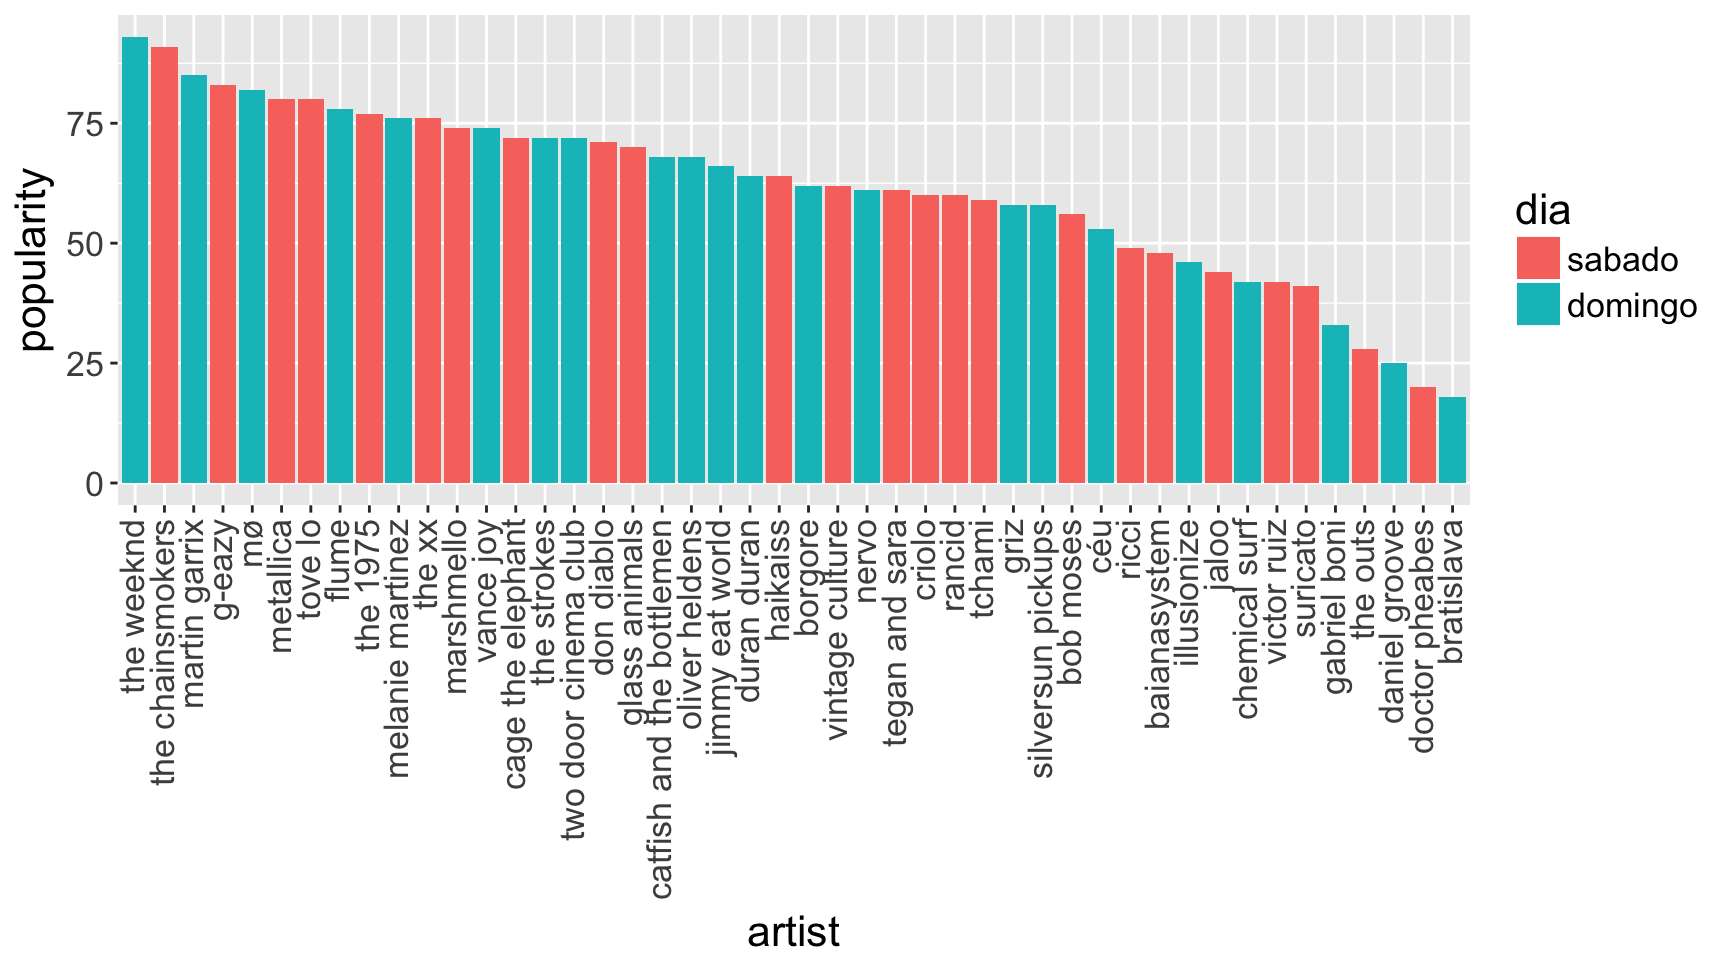 popularity
75
50
25
0
the weeknd
the chainsmokers
martin garrix
g-eazy
mø
metallica
tove lo
flume
the 1975
melanie martinez
the xx
marshmello
vance joy
cage the elephant
the strokes
two door cinema club
don diablo
glass animals
catfish and the bottlemen
oliver heldens
jimmy eat world
duran duran
haikaiss
borgore
vintage culture
nervo
tegan and sara
criolo
rancid
tchami
griz
silversun pickups
bob moses
céu
ricci
baianasystem
illusionize
jaloo
chemical surf
victor ruiz
suricato
gabriel boni
the outs
daniel groove
doctor pheabes
bratislava
artist
dia
sabado
domingo